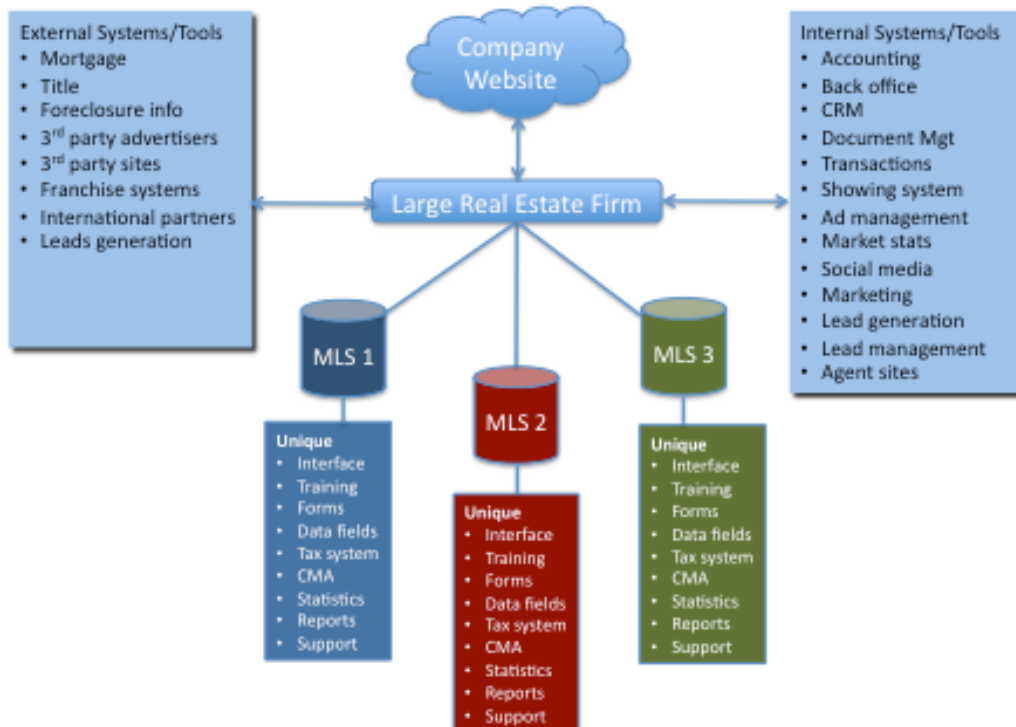 External Systems/Tools
• Mortgage
• Title
• Foreclosure info
• 3rd party advertisers
• 3rd party sites
• Franchise systems
• International partners
• Leads generation
Company
Website
Internal Systems/Tools
• Accounting
• Back office
• CRM
• Document Mgt
• Transactions
• Showing system
• Ad management
• Market stats
• Social media
• Marketing
• Lead generation
• Lead management
• Agent sites
Large Real Estate Firm
MLS 1
Unique
• Interface
• Training
• Forms
• Data fields
• Tax system
• CMA
• Statistics
• Reports
• Support
MLS 2
Unique
• Interface
• Training
• Forms
• Data fields
• Tax system
• CMA
• Statistics
• Reports
• Support
MLS 3
Unique
• Interface
• Training
• Forms
• Data fields
• Tax system
• CMA
• Statistics
• Reports
• Support